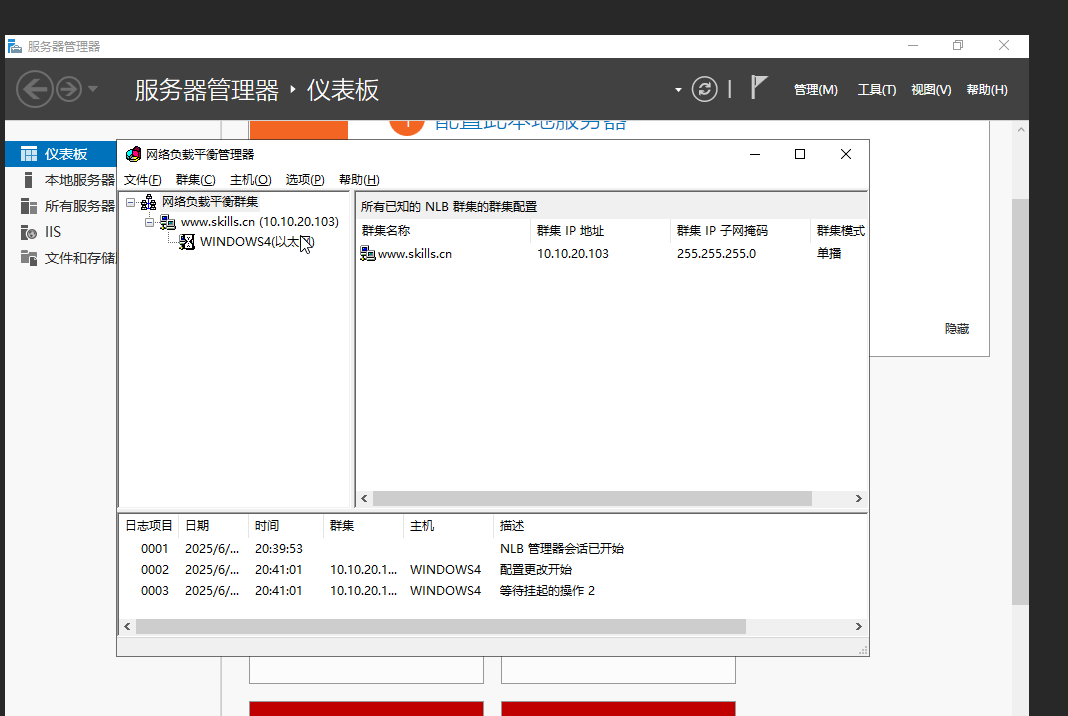 服务器管理器
服务器管理器 · 仪表板
管理(M) 工具(T) 视图(V) 帮助(H)
配置此本地服务器
仪表板
本地服务器
所有服务器
IIS
文件和存储
隐藏
网络负载平衡管理器
文件(F) 群集(C) 主机(O) 选项(P) 帮助(H)
网络负载平衡群集
www.skills.cn (10.10.20.103)
WINDOWS4(以太网)
所有已知的 NLB 群集的群集配置
群集名称 群集 IP 地址 群集 IP 子网掩码 群集模式
www.skills.cn 10.10.20.103 255.255.255.0 单播
日志项目 日期 时间 群集 主机 描述
0001 2025/6/... 20:39:53 NLB 管理器会话已开始
0002 2025/6/... 20:41:01 10.10.20.1... WINDOWS4 配置更改开始
0003 2025/6/... 20:41:01 10.10.20.1... WINDOWS4 等待挂起的操作 2